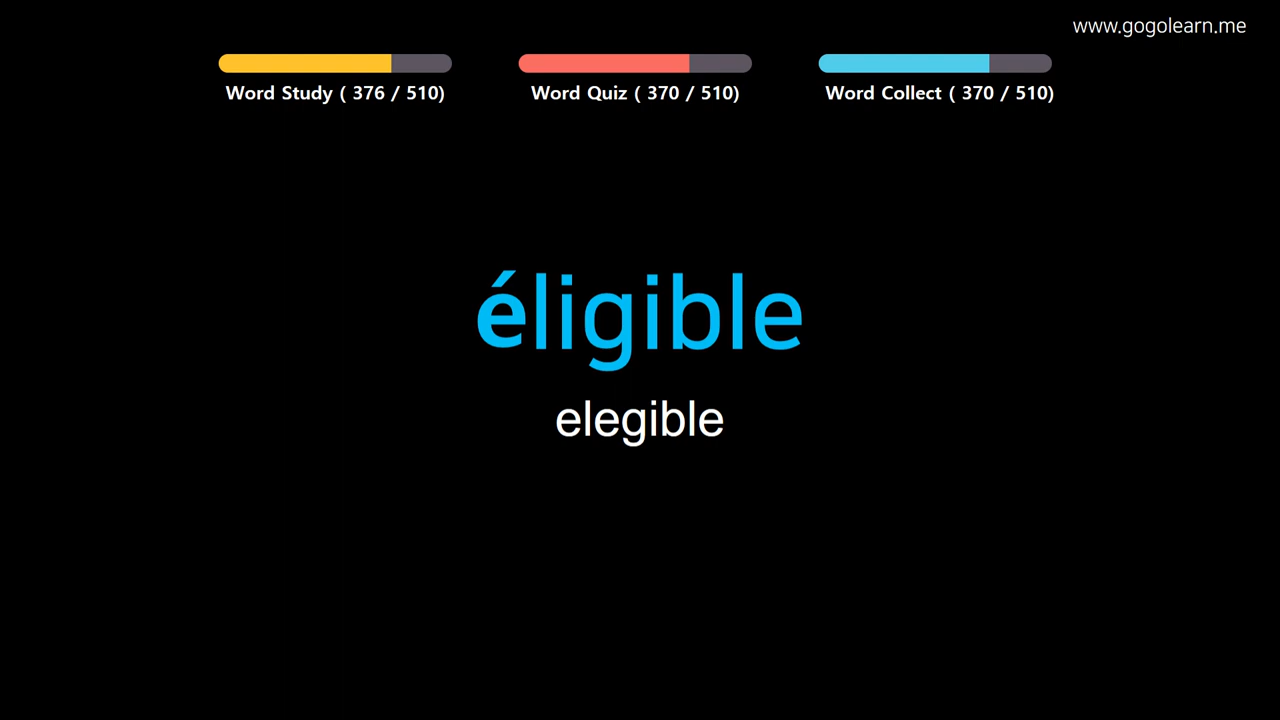 www.gogolearn.me
Word Study ( 376 / 510)
Word Quiz ( 370 / 510)
Word Collect ( 370 / 510)
éligible
elegible